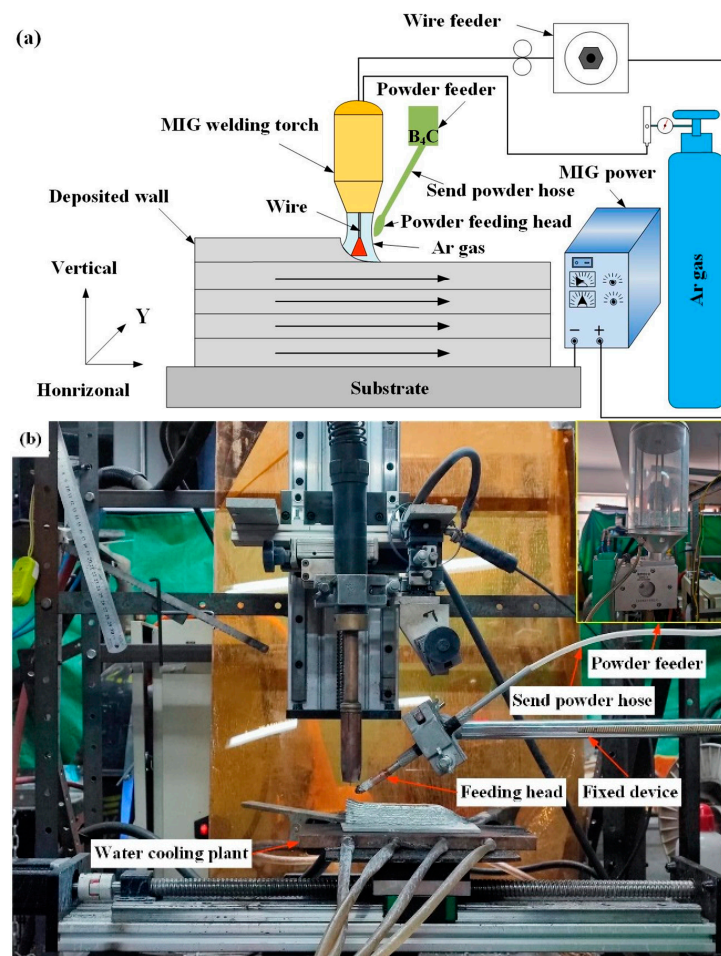 (a)
Wire feeder
Powder feeder
MIG welding torch
B₄C
MIG power
Send powder hose
Deposited wall
Wire
Powder feeding head
Ar gas
Vertical
Y
Ar gas
− +
Honrizonal
Substrate
(b)
Powder feeder
Send powder hose
Feeding head
Fixed device
Water cooling plant